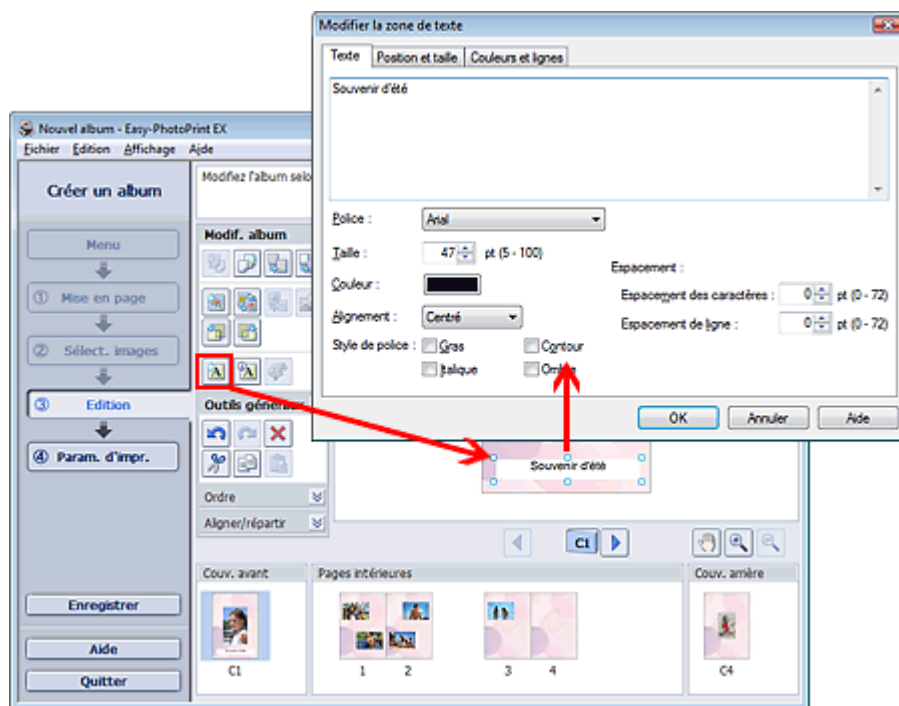 Modifier la zone de texte
Texte Position et taille Couleurs et lignes
Souvenir d'été
Police : Arial
Taille : 47 pt (5 - 100)
Couleur :
Alignement : Centré
Style de police : Gras Contour
Italique
Espacement :
Espacement des caractères : 0 pt (0 - 72)
Espacement de ligne : 0 pt (0 - 72)
OK Annuler Aide
Nouvel album - Easy-PhotoPrint EX
Fichier Edition Affichage Aide
Créer un album
Modifiez l'album
Menu
① Mise en page
② Sélect. images
③ Edition
④ Param. d'impr.
Enregistrer
Aide
Quitter
Modif. album
A A
Outils généraux
Ordre
Aligner/répartir
Souvenir d'été
C1
Couv. avant Pages intérieures Couv. arrière
C1 1 2 3 4 C4